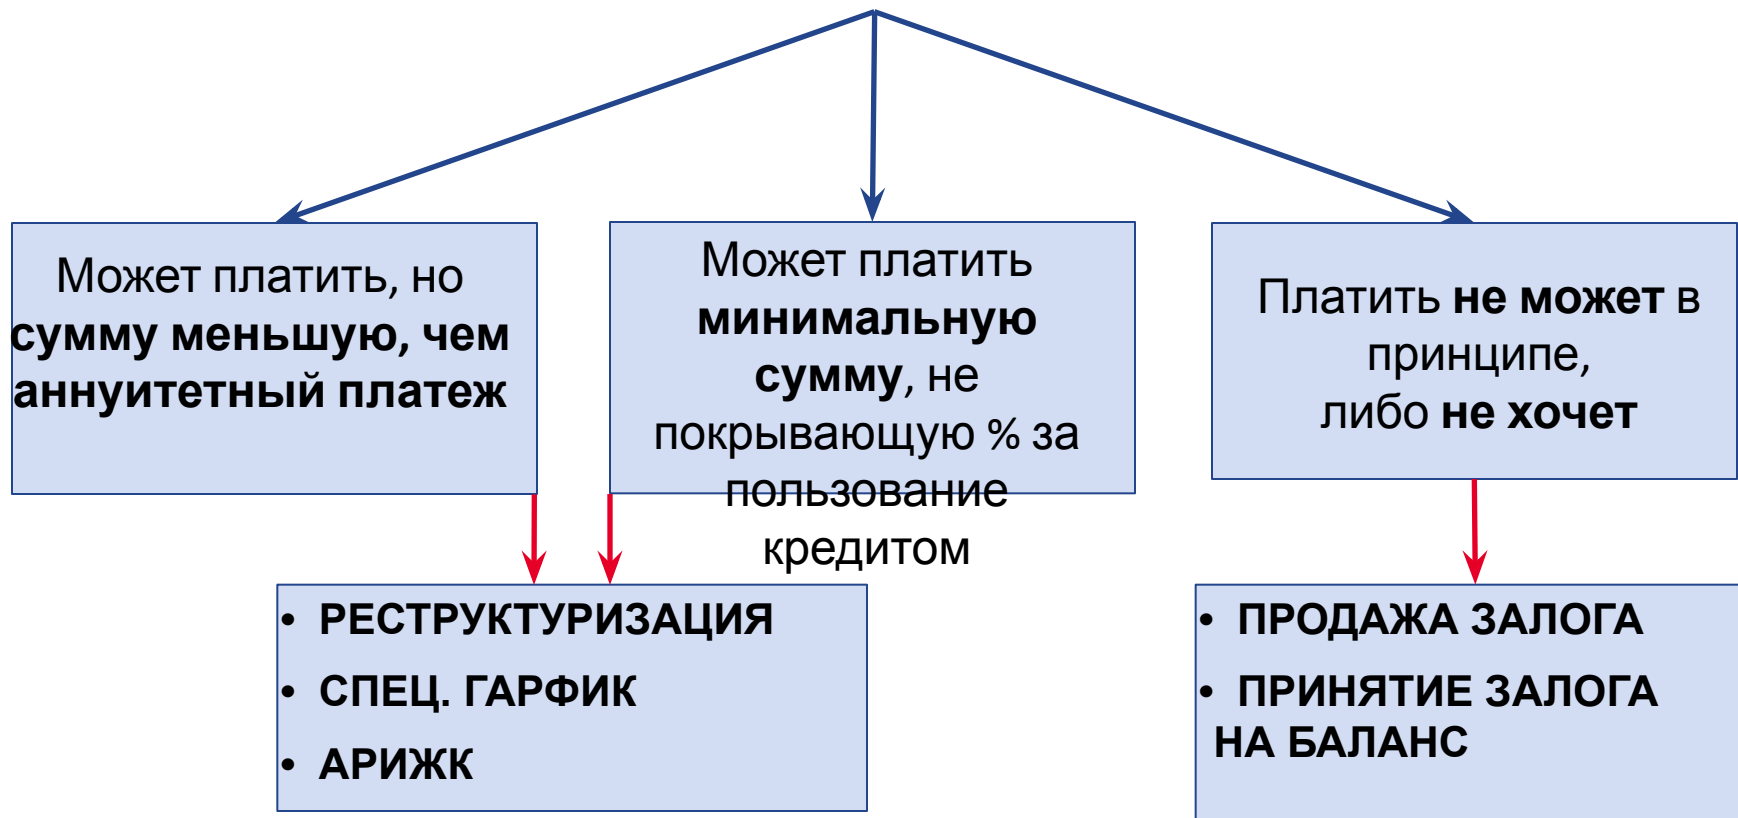 Может платить, но
сумму меньшую, чем
аннуитетный платеж
Может платить
минимальную
сумму, не
покрывающую % за
пользование
кредитом
Платить не может в
принципе,
либо не хочет
• РЕСТРУКТУРИЗАЦИЯ
• СПЕЦ. ГАРФИК
• АРИЖК
• ПРОДАЖА ЗАЛОГА
• ПРИНЯТИЕ ЗАЛОГА
НА БАЛАНС